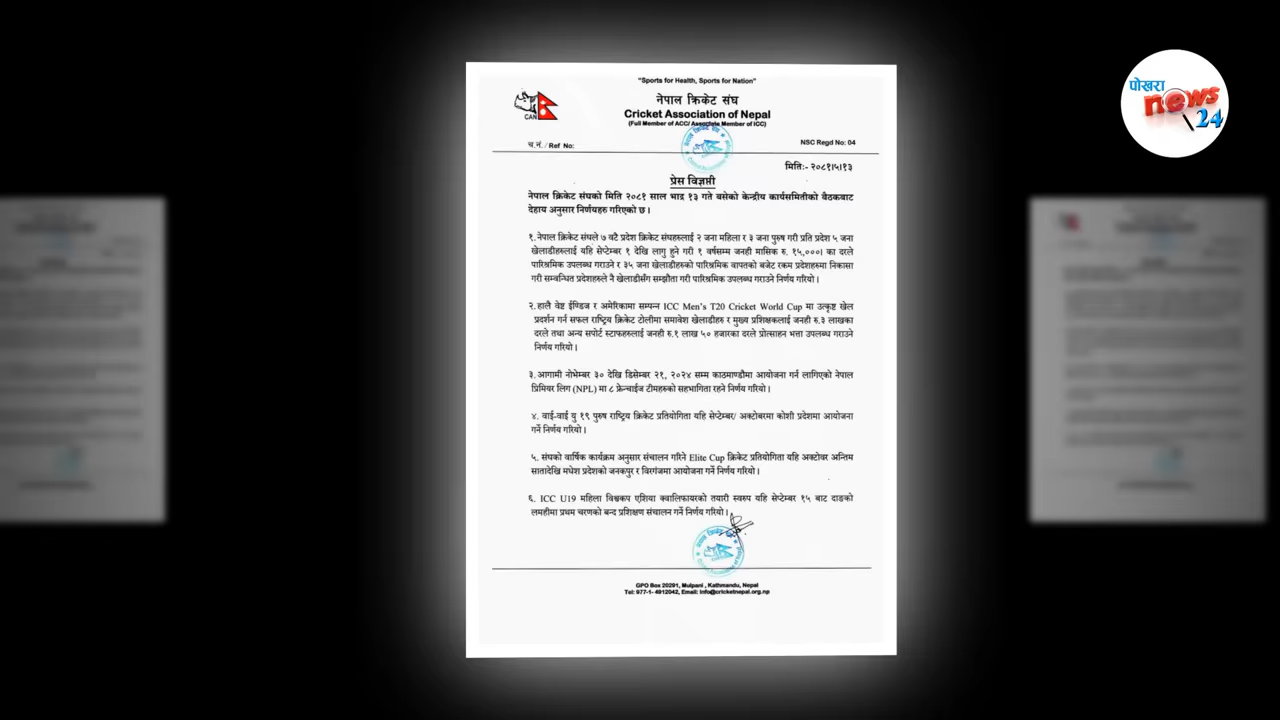 "Sports for Health, Sports for Nation"
नेपाल क्रिकेट संघ
Cricket Association of Nepal
(Full Member of ACC/ Associate Member of ICC)
CAN
च.नं./ Ref No:
NSC Regd No: 04
मितिः- २०८१।५।१३
प्रेस विज्ञप्ती
नेपाल क्रिकेट संघको मिति २०८१ साल भाद्र १३ गते बसेको केन्द्रीय कार्यसमितीको बैठकबाट
देहाय अनुसार निर्णयहरु गरिएको छ।
१. नेपाल क्रिकेट संघले ७ वटै प्रदेश क्रिकेट संघहरुलाई २ जना महिला र ३ जना पुरुष गरी प्रति प्रदेश ५ जना
खेलाडीहरुलाई यहि सेप्टेम्बर १ देखि लागु हुने गरी १ वर्षसम्म जनही मासिक रु. १५,०००। का दरले
पारिश्रमिक उपलब्ध गराउने र ३५ जना खेलाडीहरुको पारिश्रमिक वापतको बजेट रकम प्रदेशहरुमा निकासा
गरी सम्वन्धित प्रदेशहरुले नै खेलाडीसँग सम्झौता गरी पारिश्रमिक उपलब्ध गराउने निर्णय गरियो।
२. हालै वेष्ट ईण्डिज र अमेरिकामा सम्पन्न ICC Men's T20 Cricket World Cup मा उत्कृष्ट खेल
प्रदर्शन गर्न सफल राष्ट्रिय क्रिकेट टोलीमा समावेश खेलाडीहरु र मुख्य प्रशिक्षकलाई जनही रु.३ लाखका
दरले तथा अन्य सपोर्ट स्टाफहरुलाई जनही रु.१ लाख ५० हजारका दरले प्रोत्साहन भत्ता उपलब्ध गराउने
निर्णय गरियो।
३. आगामी नोभेम्बर ३० देखि डिसेम्बर २१, २०२४ सम्म काठमाण्डौमा आयोजना गर्न लागिएको नेपाल
प्रिमियर लिग (NPL) मा ८ फ्रेन्चाईज टीमहरुको सहभागिता रहने निर्णय गरियो।
४. वाई-वाई यु १९ पुरुष राष्ट्रिय क्रिकेट प्रतियोगिता यहि सेप्टेम्बर/ अक्टोबरमा कोशी प्रदेशमा आयोजना
गर्ने निर्णय गरियो।
५. संघको वार्षिक कार्यक्रम अनुसार संचालन गरिने Elite Cup क्रिकेट प्रतियोगिता यहि अक्टोवर अन्तिम
सातादेखि मधेश प्रदेशको जनकपुर र विरगंजमा आयोजना गर्ने निर्णय गरियो।
६. ICC U19 महिला विश्वकप एशिया क्वालिफायरको तयारी स्वरुप यहि सेप्टेम्बर १५ बाट दाङको
लमहीमा प्रथम चरणको बन्द प्रशिक्षण संचालन गर्ने निर्णय गरियो।
GPO Box 20291, Mulpani , Kathmandu, Nepal
Tel: 977-1- 4912042, Email: info@cricketnepal.org.np
पोखरा
news
24